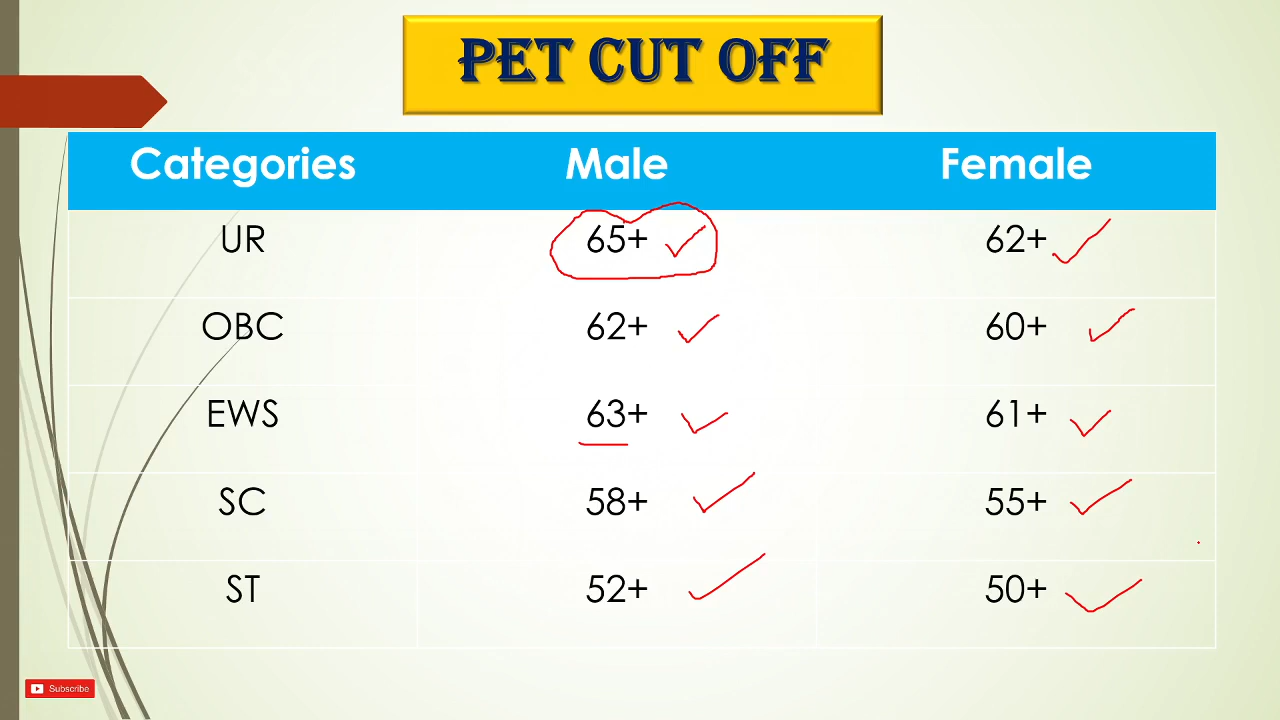 PET CUT OFF
Categories Male Female
UR 65+ 62+
OBC 62+ 60+
EWS 63+ 61+
SC 58+ 55+
ST 52+ 50+
Subscribe